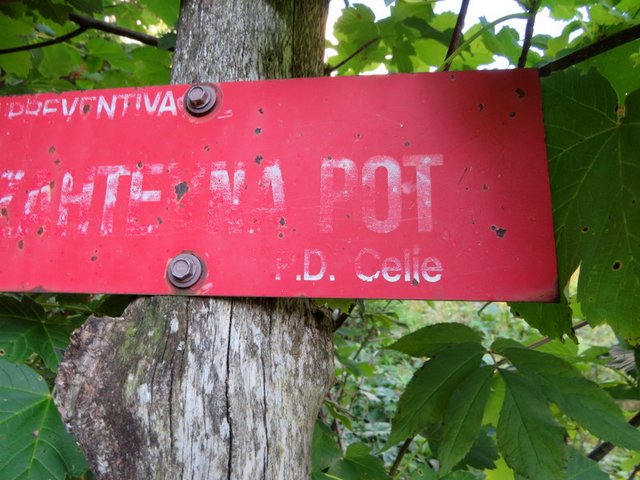 PREVENTIVA
ZAHTEVNA POT
P.D. Celje